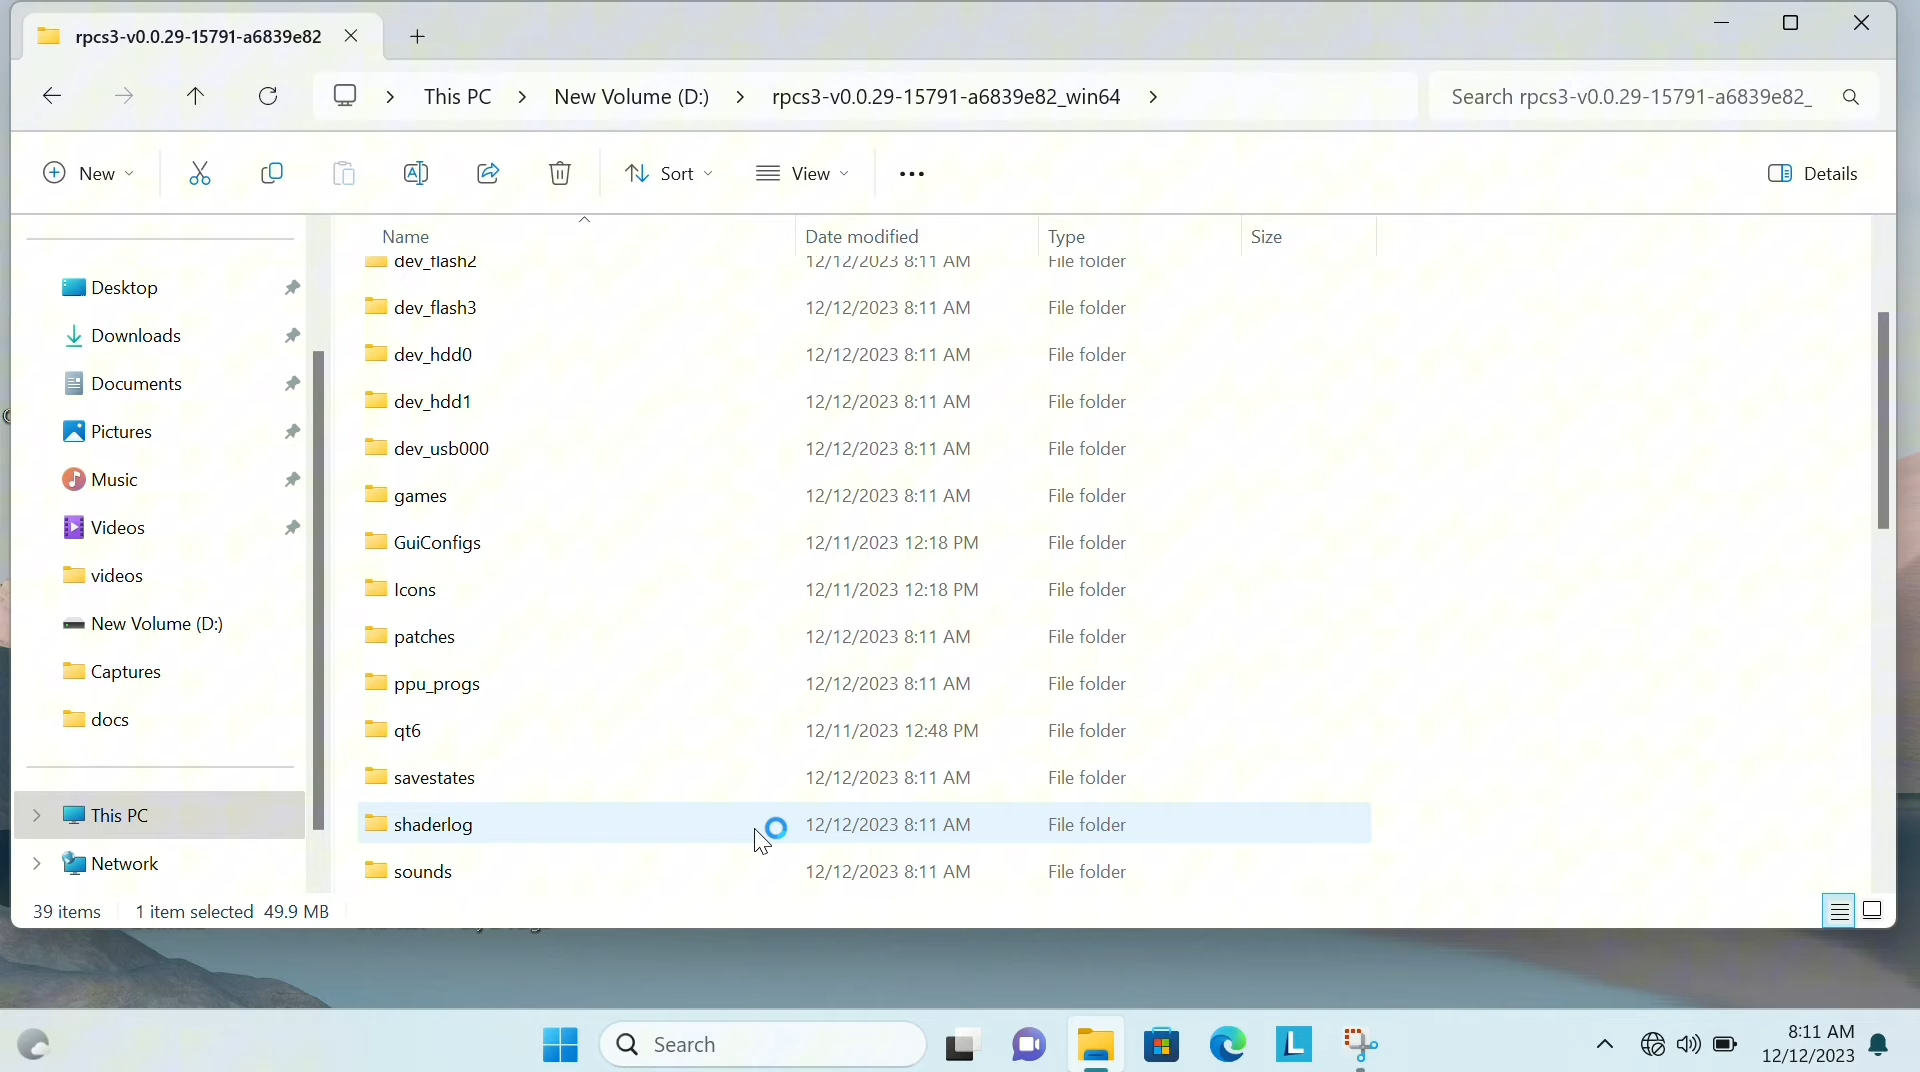 rpcs3-v0.0.29-15791-a6839e82
This PC
New Volume (D:)
rpcs3-v0.0.29-15791-a6839e82_win64
Search rpcs3-v0.0.29-15791-a6839e82_
New
Sort
View
Details
Name Date modified Type Size
dev_flash2 12/12/2023 8:11 AM File folder
dev_flash3 12/12/2023 8:11 AM File folder
dev_hdd0 12/12/2023 8:11 AM File folder
dev_hdd1 12/12/2023 8:11 AM File folder
dev_usb000 12/12/2023 8:11 AM File folder
games 12/12/2023 8:11 AM File folder
GuiConfigs 12/11/2023 12:18 PM File folder
Icons 12/11/2023 12:18 PM File folder
patches 12/12/2023 8:11 AM File folder
ppu_progs 12/12/2023 8:11 AM File folder
qt6 12/11/2023 12:48 PM File folder
savestates 12/12/2023 8:11 AM File folder
shaderlog 12/12/2023 8:11 AM File folder
sounds 12/12/2023 8:11 AM File folder
Desktop
Downloads
Documents
Pictures
Music
Videos
videos
New Volume (D:)
Captures
docs
This PC
Network
39 items 1 item selected 49.9 MB
Search
8:11 AM
12/12/2023